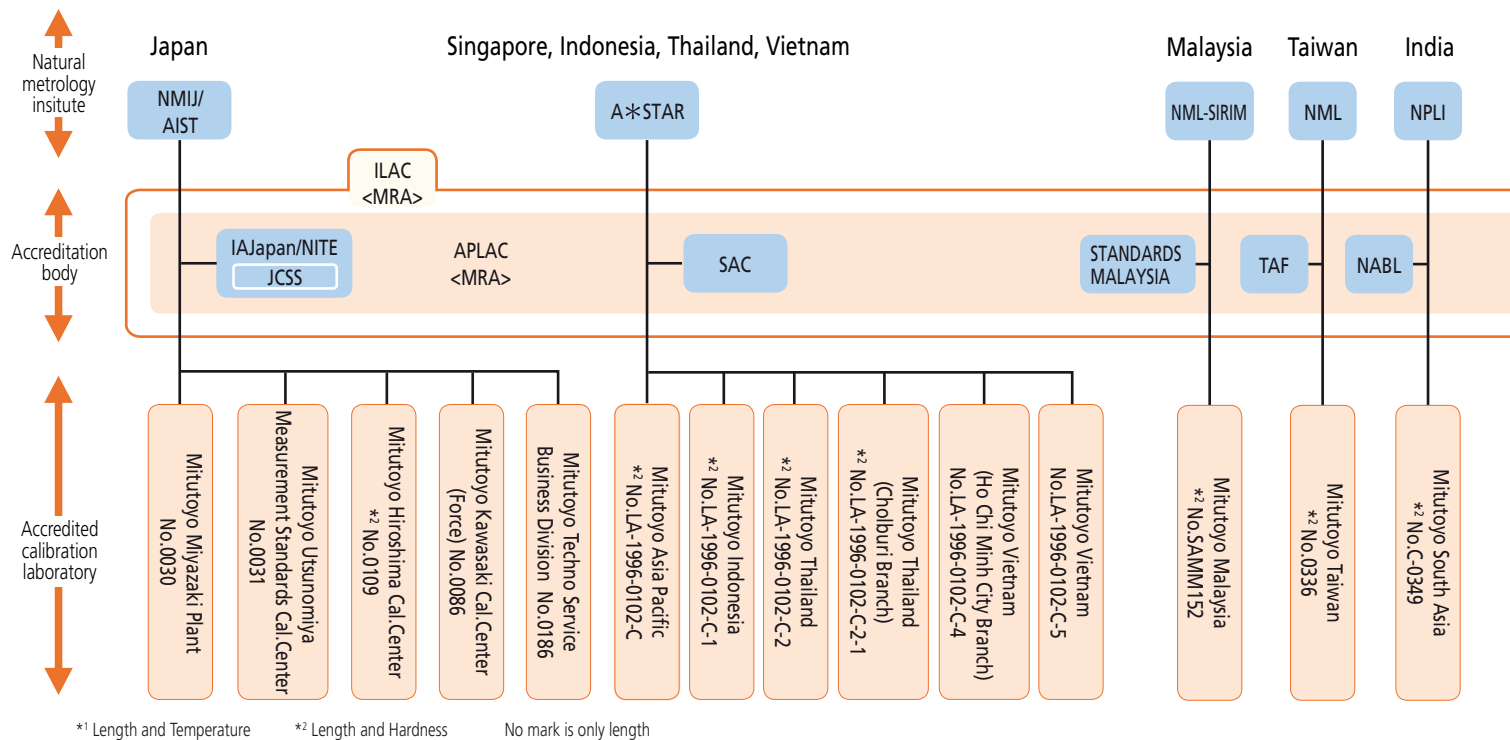 Natural
metrology
insitute
Japan
Singapore, Indonesia, Thailand, Vietnam
Malaysia
Taiwan
India
NMIJ/
AIST
A＊STAR
NML-SIRIM
NML
NPLI
ILAC
<MRA>
Accreditation
body
IAJapan/NITE
JCSS
APLAC
<MRA>
SAC
STANDARDS
MALAYSIA
TAF
NABL
Accredited
calibration
laboratory
Mitutoyo Miyazaki Plant
No.0030
Mitutoyo Utsunomiya
Measurement Standards Cal.Center
No.0031
Mitutoyo Hiroshima Cal.Center
*2 No.0109
Mitutoyo Kawasaki Cal.Center
(Force) No.0086
Mitutoyo Techno Service
Business Division No.0186
Mitutoyo Asia Pacific
*2 No.LA-1996-0102-C
Mitutoyo Indonesia
*2 No.LA-1996-0102-C-1
Mitutoyo Thailand
*2 No.LA-1996-0102-C-2
Mitutoyo Thailand
(Cholburi Branch)
*2 No.LA-1996-0102-C-2-1
Mitutoyo Vietnam
(Ho Chi Minh City Branch)
No.LA-1996-0102-C-4
Mitutoyo Vietnam
No.LA-1996-0102-C-5
Mitutoyo Malaysia
*2 No.SAMM152
Mitutoyo Taiwan
*2 No.0336
Mitutoyo South Asia
*2 No.C-0349
*1 Length and Temperature
*2 Length and Hardness
No mark is only length